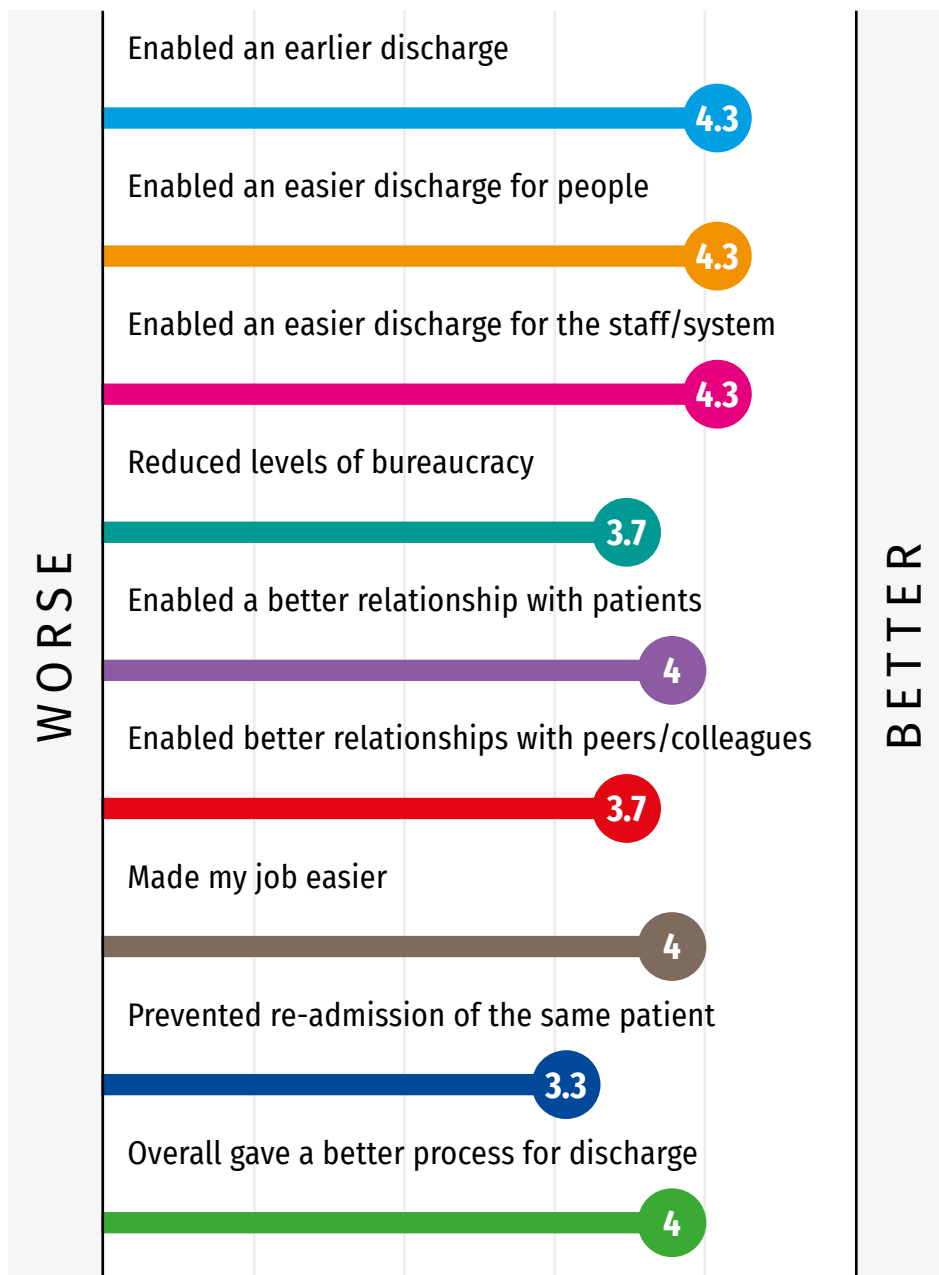 Enabled an earlier discharge
4.3
Enabled an easier discharge for people
4.3
Enabled an easier discharge for the staff/system
4.3
Reduced levels of bureaucracy
3.7
Enabled a better relationship with patients
4
Enabled better relationships with peers/colleagues
3.7
Made my job easier
4
Prevented re-admission of the same patient
3.3
Overall gave a better process for discharge
4
WORSE
BETTER